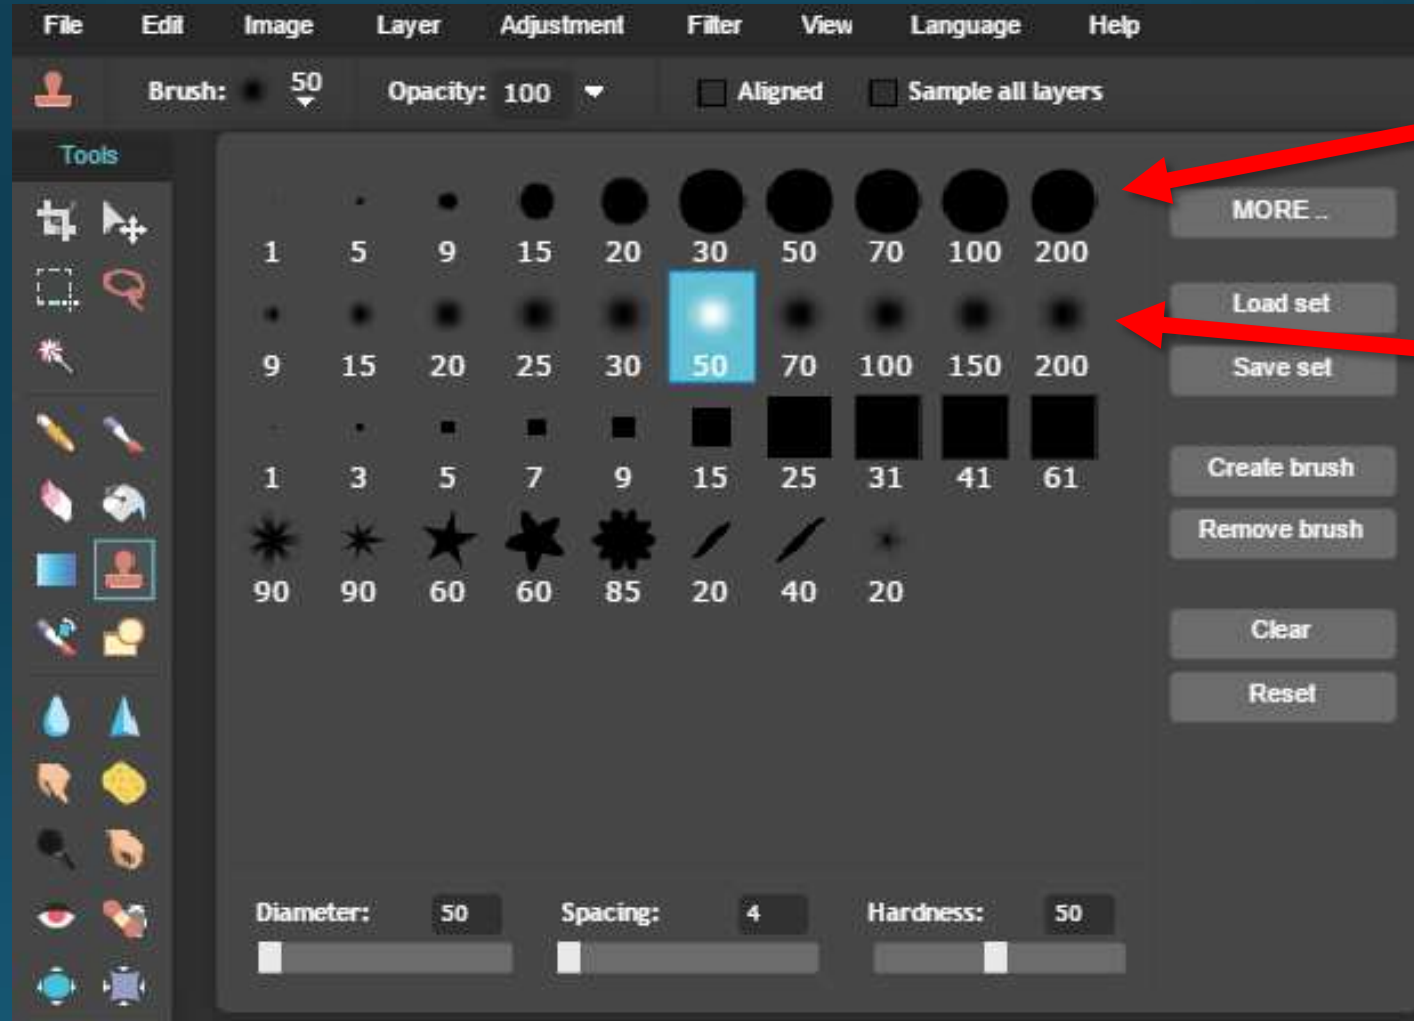 File Edit Image Layer Adjustment Filter View Language Help
Brush: 50 Opacity: 100 Aligned Sample all layers
Tools
1 5 9 15 20 30 50 70 100 200
MORE ..
9 15 20 25 30 50 70 100 150 200
Load set
Save set
1 3 5 7 9 15 25 31 41 61
Create brush
Remove brush
90 90 60 60 85 20 40 20
Clear
Reset
Diameter: 50 Spacing: 4 Hardness: 50